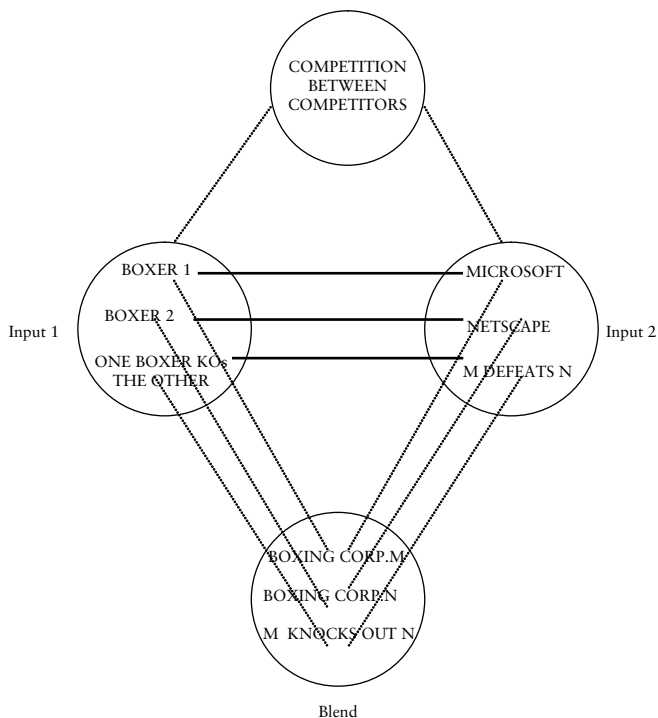 COMPETITION
BETWEEN
COMPETITORS
BOXER 1
MICROSOFT
BOXER 2
NETSCAPE
Input 1
Input 2
ONE BOXER KOs
THE OTHER
M DEFEATS N
BOXING CORP.M
BOXING CORP.N
M KNOCKS OUT N
Blend